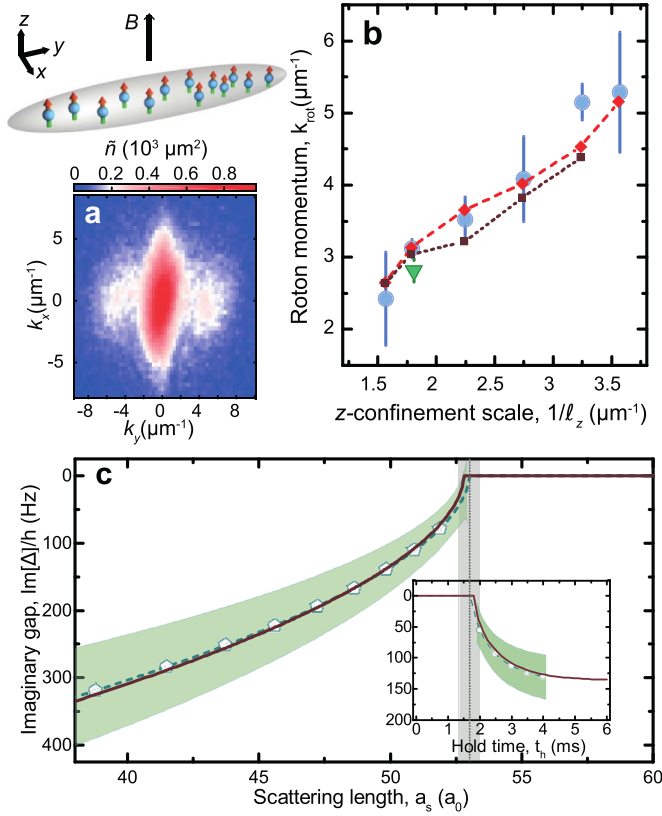 z
y
x
B
ñ (10³ µm²)
0 0.2 0.4 0.6 0.8
a
kₓ(µm⁻¹)
5
0
-5
-8 -4 0 4 8
k_y(µm⁻¹)
b
Roton momentum, k_rot(µm⁻¹)
6
5
4
3
2
1.5 2 2.5 3 3.5
z-confinement scale, 1/ℓ_z (µm⁻¹)
c
Imaginary gap, Im[Δ]/h (Hz)
0
100
200
300
400
40 45 50 55 60
Scattering length, a_s (a₀)
0
50
100
150
200
0 1 2 3 4 5 6
Hold time, t_h (ms)